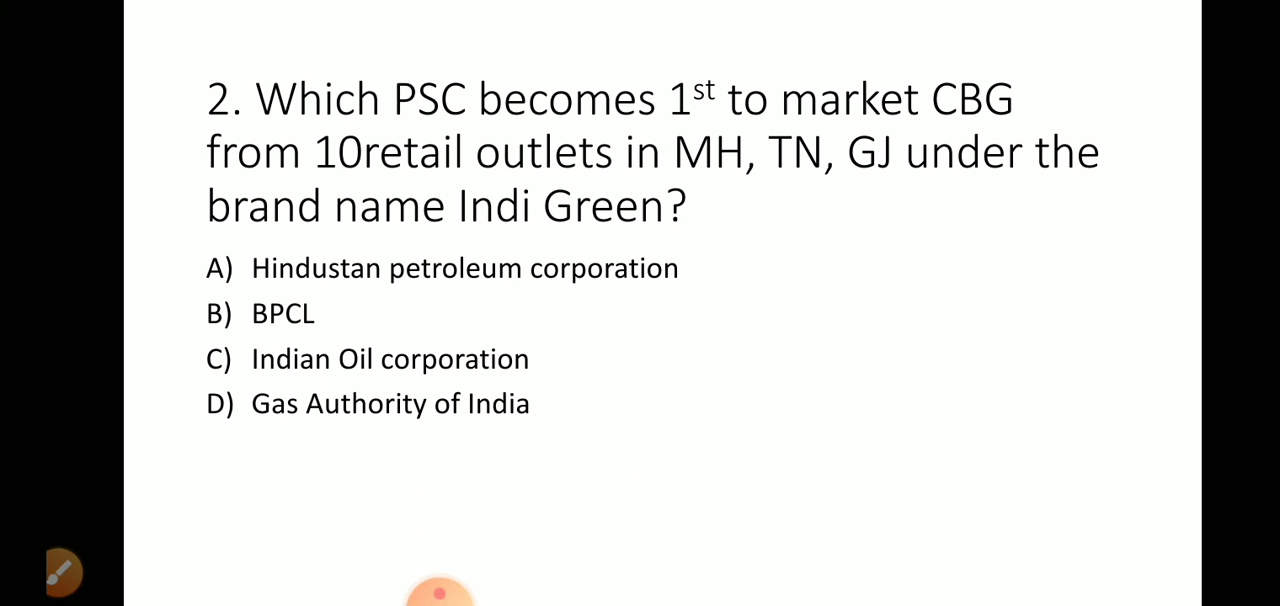 2. Which PSC becomes 1st to market CBG
from 10retail outlets in MH, TN, GJ under the
brand name Indi Green?
A) Hindustan petroleum corporation
B) BPCL
C) Indian Oil corporation
D) Gas Authority of India